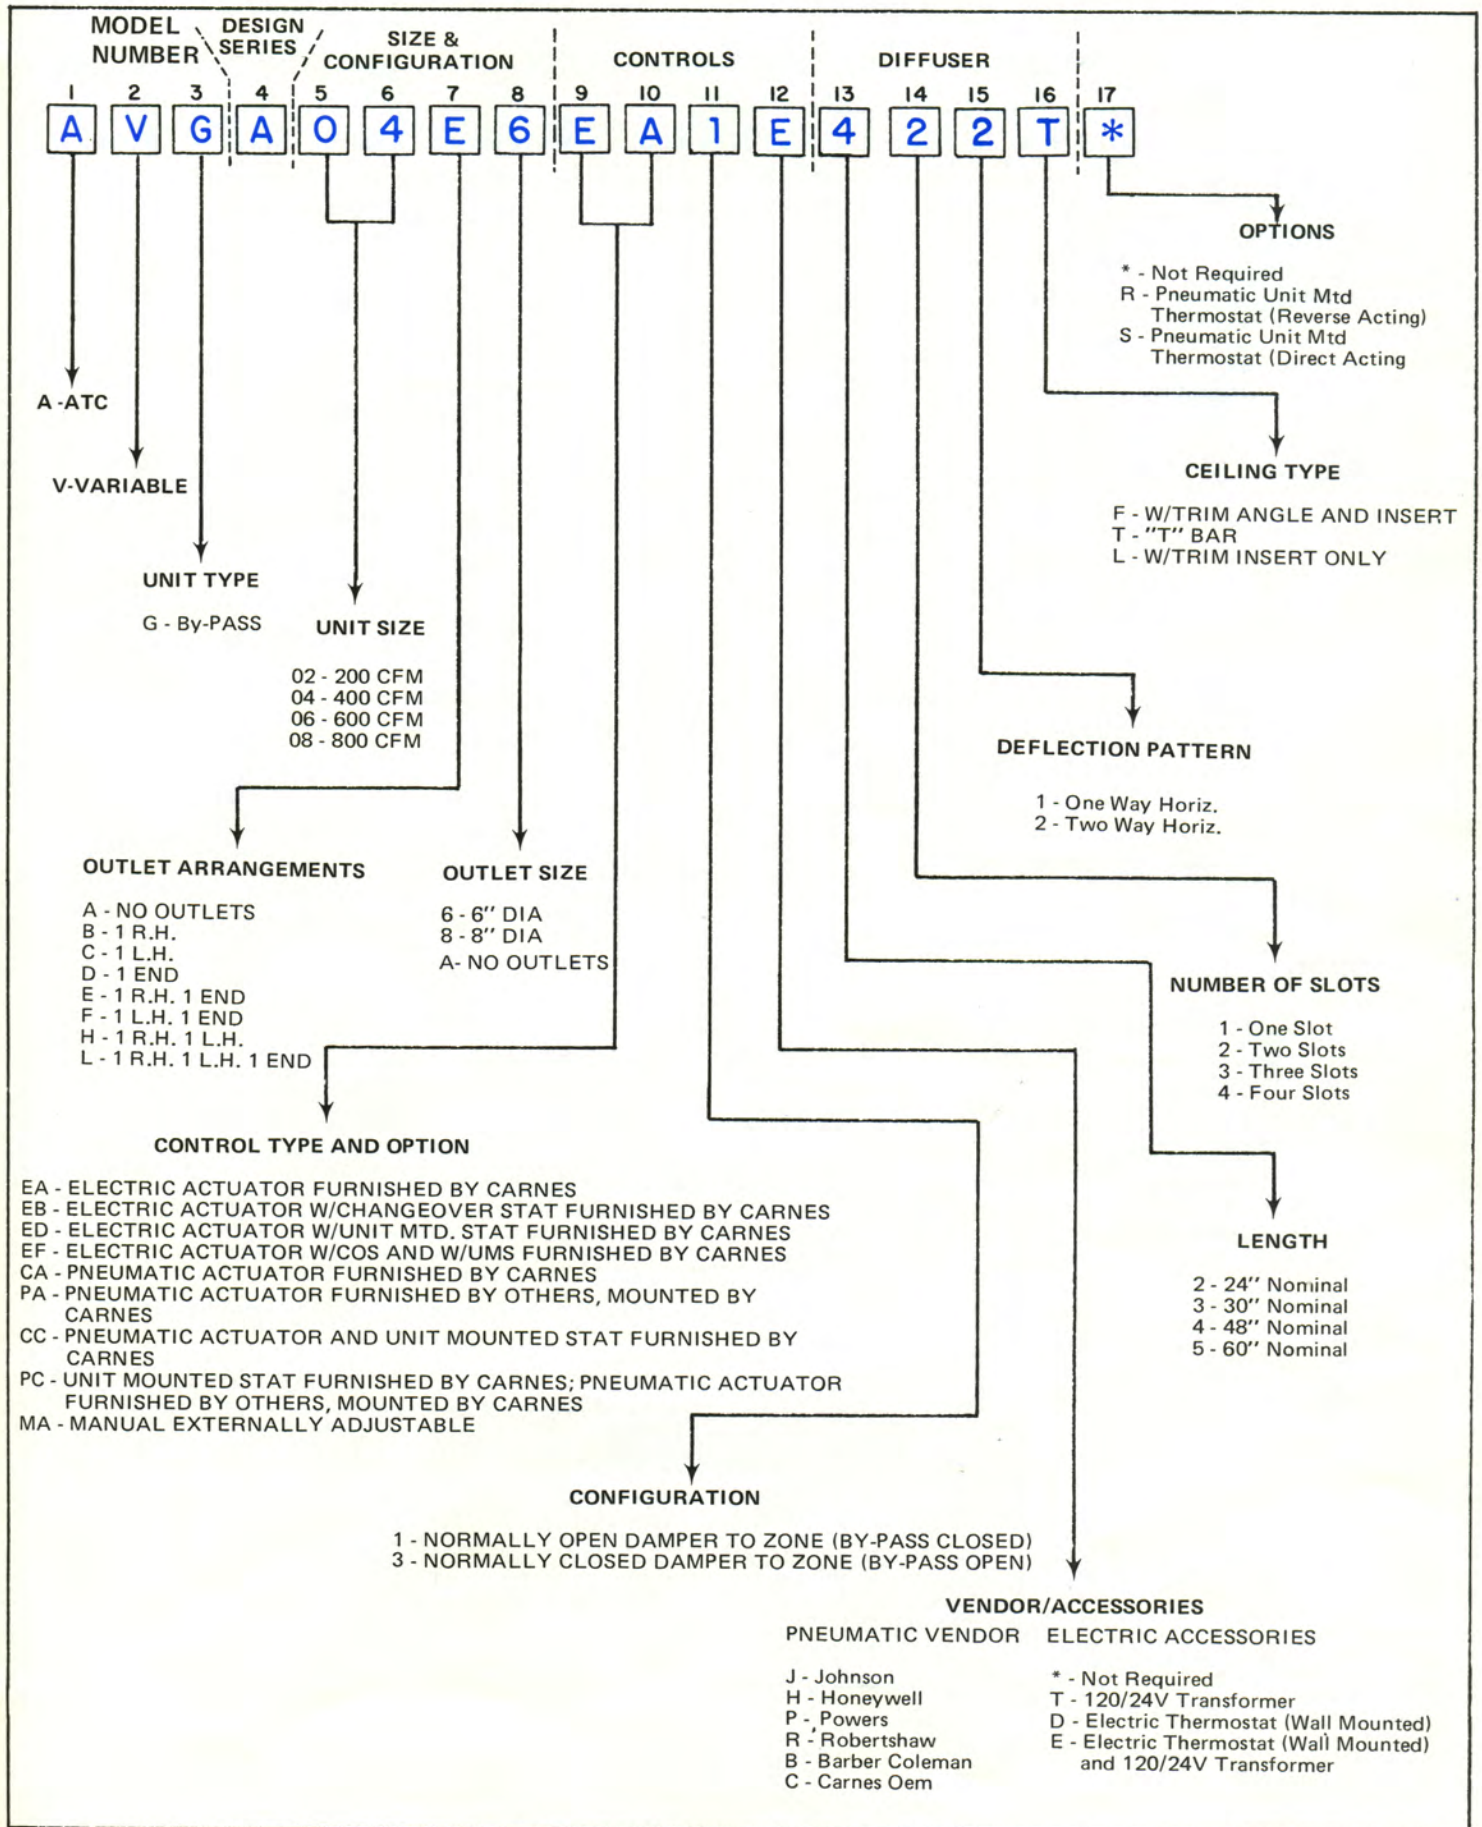 MODEL NUMBER
DESIGN SERIES
SIZE & CONFIGURATION
CONTROLS
DIFFUSER
1 2 3 4 5 6 7 8 9 10 11 12 13 14 15 16 17
A V G A 0 4 E 6 E A 1 E 4 2 2 T *
OPTIONS
* - Not Required
R - Pneumatic Unit Mtd
Thermostat (Reverse Acting)
S - Pneumatic Unit Mtd
Thermostat (Direct Acting
A -ATC
V-VARIABLE
CEILING TYPE
F - W/TRIM ANGLE AND INSERT
T - "T" BAR
L - W/TRIM INSERT ONLY
UNIT TYPE
G - By-PASS
UNIT SIZE
02 - 200 CFM
04 - 400 CFM
06 - 600 CFM
08 - 800 CFM
DEFLECTION PATTERN
1 - One Way Horiz.
2 - Two Way Horiz.
OUTLET ARRANGEMENTS
A - NO OUTLETS
B - 1 R.H.
C - 1 L.H.
D - 1 END
E - 1 R.H. 1 END
F - 1 L.H. 1 END
H - 1 R.H. 1 L.H.
L - 1 R.H. 1 L.H. 1 END
OUTLET SIZE
6 - 6" DIA
8 - 8" DIA
A- NO OUTLETS
NUMBER OF SLOTS
1 - One Slot
2 - Two Slots
3 - Three Slots
4 - Four Slots
CONTROL TYPE AND OPTION
EA - ELECTRIC ACTUATOR FURNISHED BY CARNES
EB - ELECTRIC ACTUATOR W/CHANGEOVER STAT FURNISHED BY CARNES
ED - ELECTRIC ACTUATOR W/UNIT MTD. STAT FURNISHED BY CARNES
EF - ELECTRIC ACTUATOR W/COS AND W/UMS FURNISHED BY CARNES
CA - PNEUMATIC ACTUATOR FURNISHED BY CARNES
PA - PNEUMATIC ACTUATOR FURNISHED BY OTHERS, MOUNTED BY
CARNES
CC - PNEUMATIC ACTUATOR AND UNIT MOUNTED STAT FURNISHED BY
CARNES
PC - UNIT MOUNTED STAT FURNISHED BY CARNES; PNEUMATIC ACTUATOR
FURNISHED BY OTHERS, MOUNTED BY CARNES
MA - MANUAL EXTERNALLY ADJUSTABLE
LENGTH
2 - 24" Nominal
3 - 30" Nominal
4 - 48" Nominal
5 - 60" Nominal
CONFIGURATION
1 - NORMALLY OPEN DAMPER TO ZONE (BY-PASS CLOSED)
3 - NORMALLY CLOSED DAMPER TO ZONE (BY-PASS OPEN)
VENDOR/ACCESSORIES
PNEUMATIC VENDOR
J - Johnson
H - Honeywell
P - Powers
R - Robertshaw
B - Barber Coleman
C - Carnes Oem
ELECTRIC ACCESSORIES
* - Not Required
T - 120/24V Transformer
D - Electric Thermostat (Wall Mounted)
E - Electric Thermostat (Wall Mounted)
and 120/24V Transformer